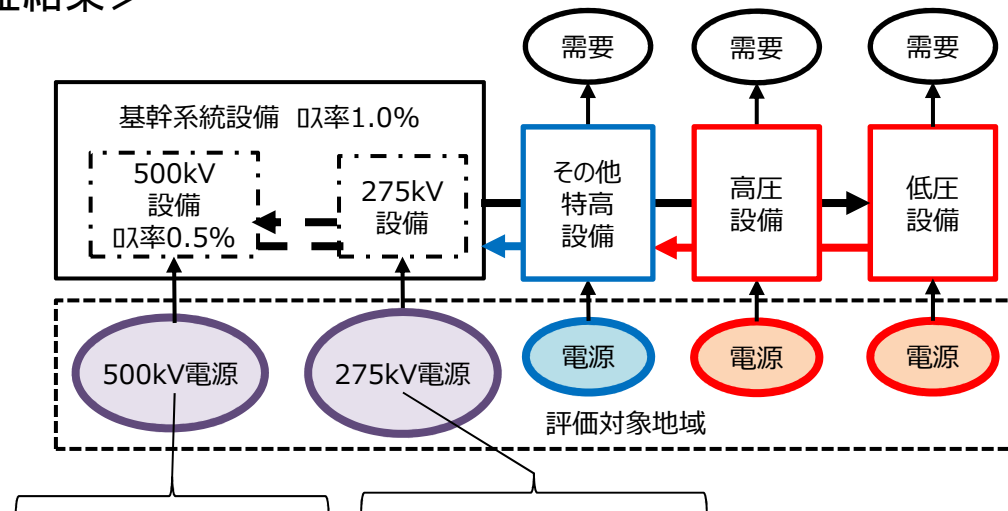 証結果＞
需要
需要
需要
基幹系統設備 ﾛｽ率1.0%
500kV
設備
ﾛｽ率0.5%
275kV
設備
その他
特高
設備
高圧
設備
低圧
設備
500kV電源
275kV電源
電源
電源
電源
評価対象地域